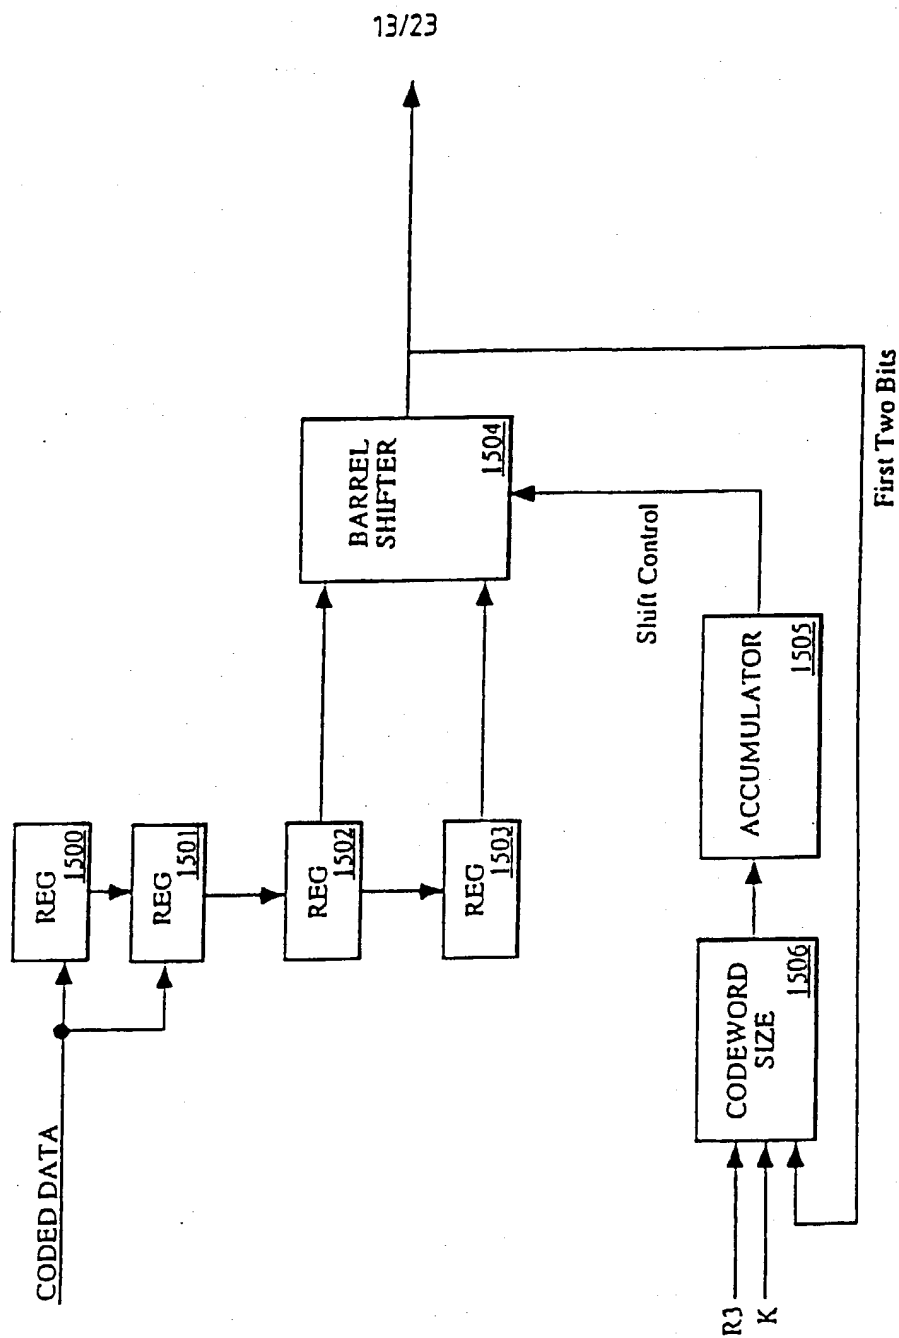 13/23
CODED DATA
REG
1500
REG
1501
REG
1502
REG
1503
BARREL
SHIFTER
1504
Shift Control
R3
K
CODEWORD
SIZE
1506
ACCUMULATOR
1505
First Two Bits